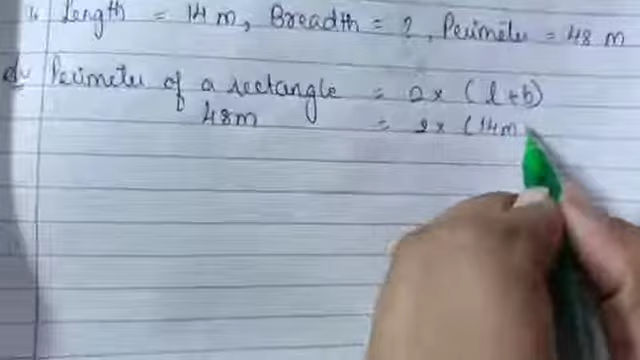 Length = 14 m, Breadth = ?, Perimeter = 48 m
Perimeter of a rectangle = 2 x (l+b)
48m = 2 x (14m